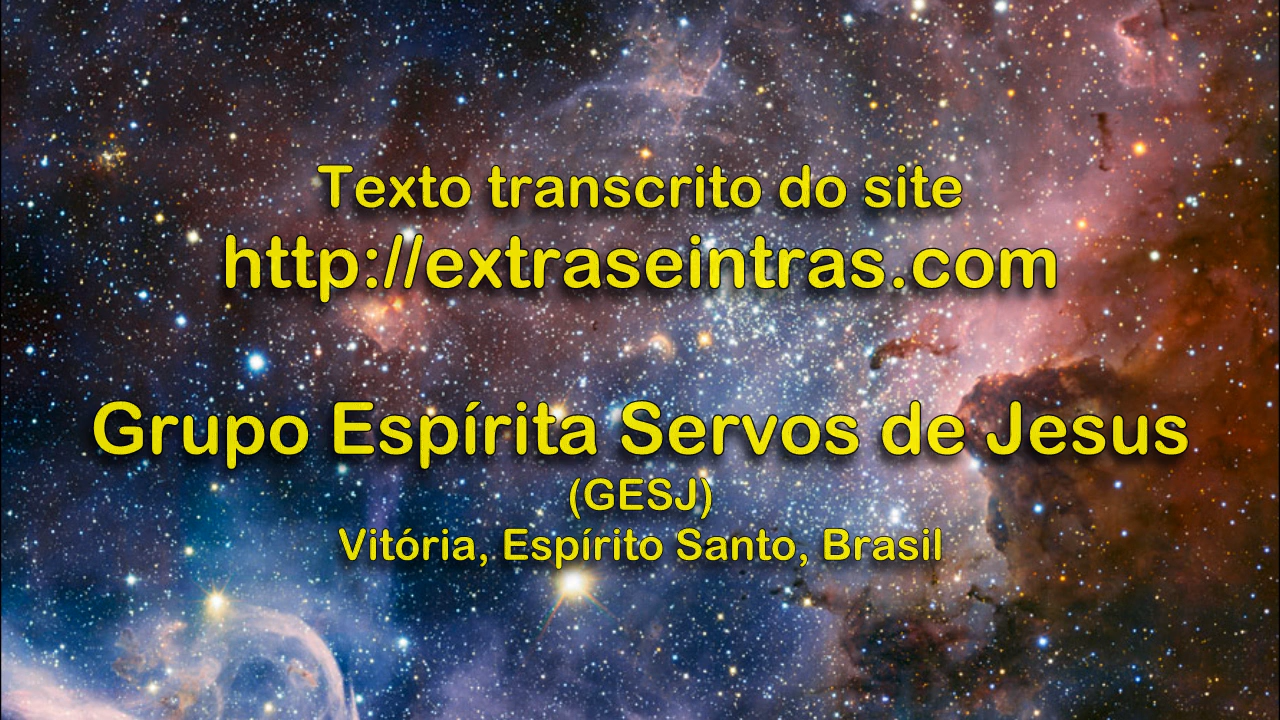 Texto transcrito do site
http://extraseintras.com
Grupo Espírita Servos de Jesus
(GESJ)
Vitória, Espírito Santo, Brasil